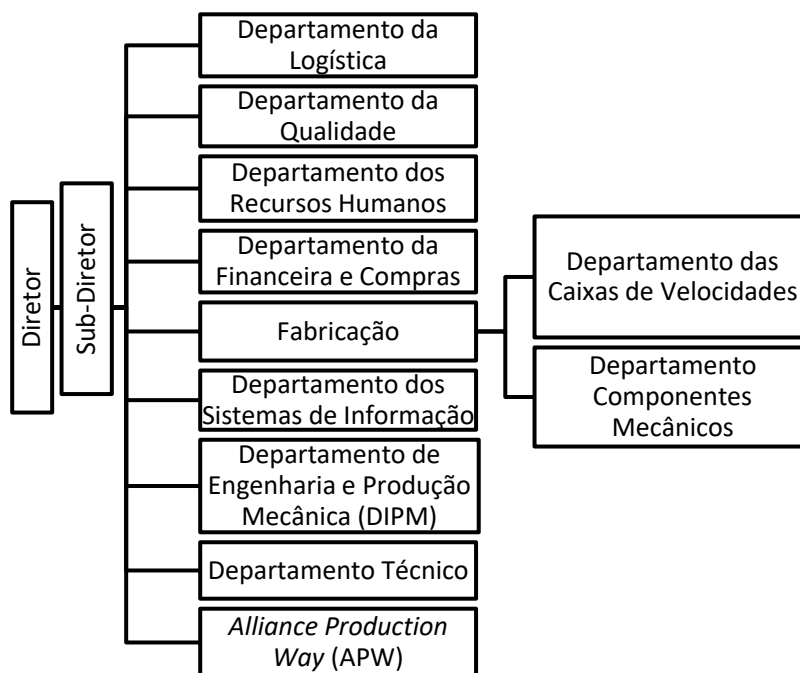 Diretor
Sub-Diretor
Departamento da
Logística
Departamento da
Qualidade
Departamento dos
Recursos Humanos
Departamento da
Financeira e Compras
Fabricação
Departamento dos
Sistemas de Informação
Departamento de
Engenharia e Produção
Mecânica (DIPM)
Departamento Técnico
Alliance Production
Way (APW)
Departamento das
Caixas de Velocidades
Departamento
Componentes
Mecânicos